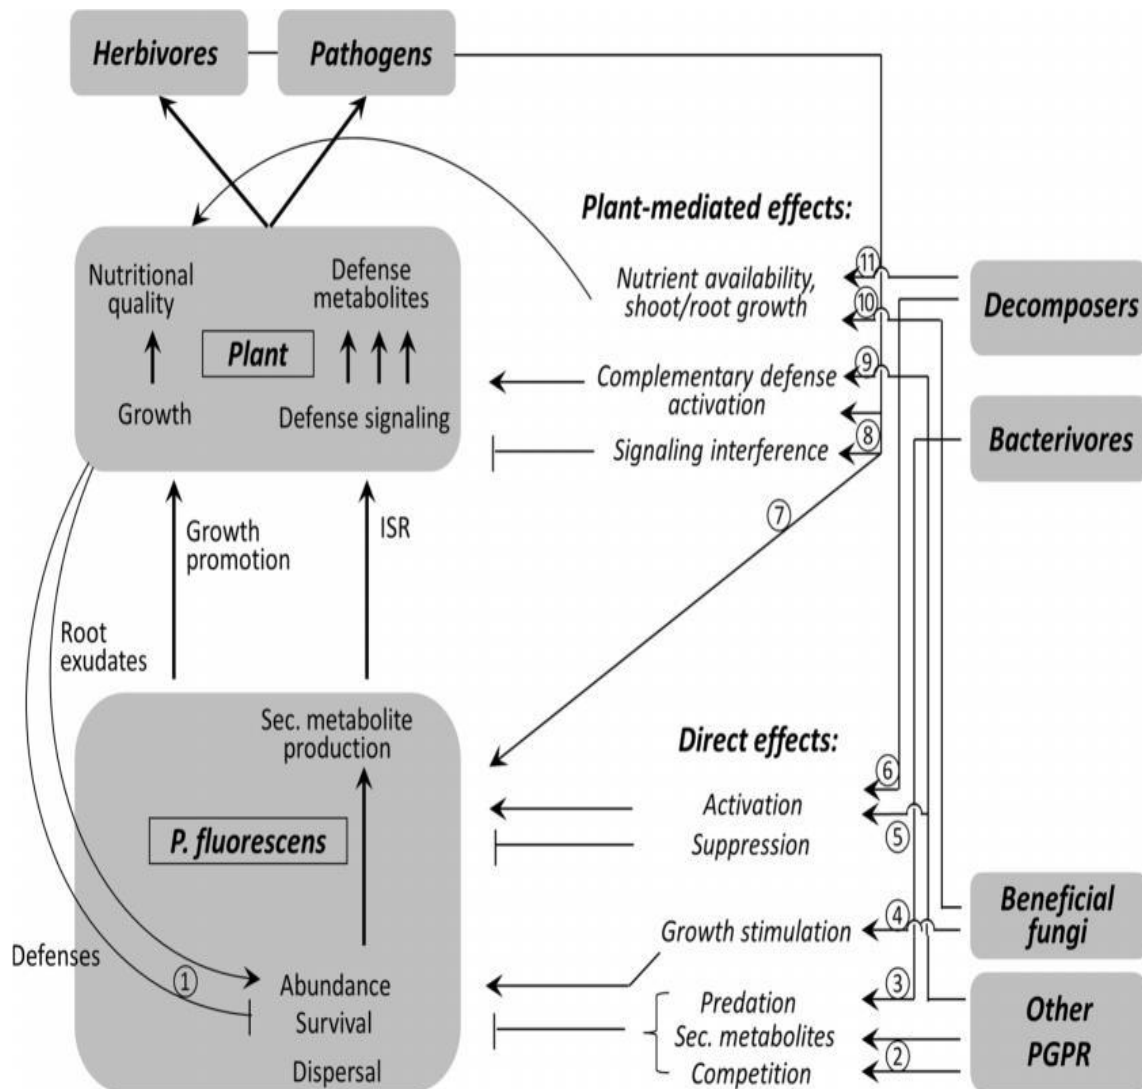 Herbivores
Pathogens
Plant-mediated effects:
Nutritional
quality
Defense
metabolites
Plant
Growth
Defense signaling
Nutrient availability,
shoot/root growth
Complementary defense
activation
Signaling interference
11
10
9
8
7
Decomposers
Bacterivores
Growth
promotion
ISR
Root
exudates
Defenses
1
Sec. metabolite
production
P. fluorescens
Abundance
Survival
Dispersal
Direct effects:
Activation
Suppression
Growth stimulation
Predation
Sec. metabolites
Competition
6
5
4
3
2
Beneficial
fungi
Other
PGPR